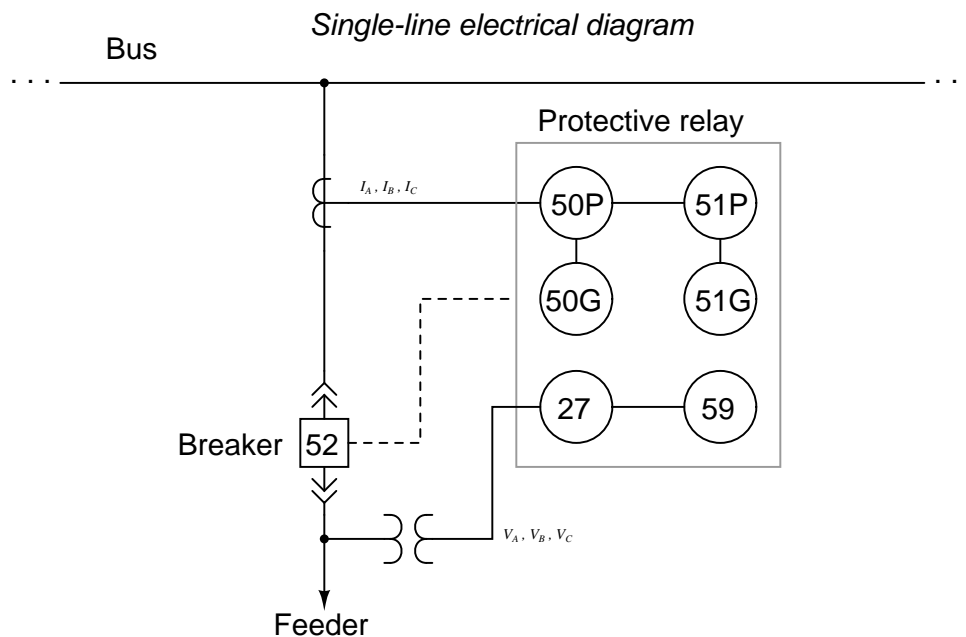 Single-line electrical diagram
Bus
. . .
. .
Protective relay
I_A , I_B , I_C
50P
51P
50G
51G
27
59
Breaker
52
V_A , V_B , V_C
Feeder